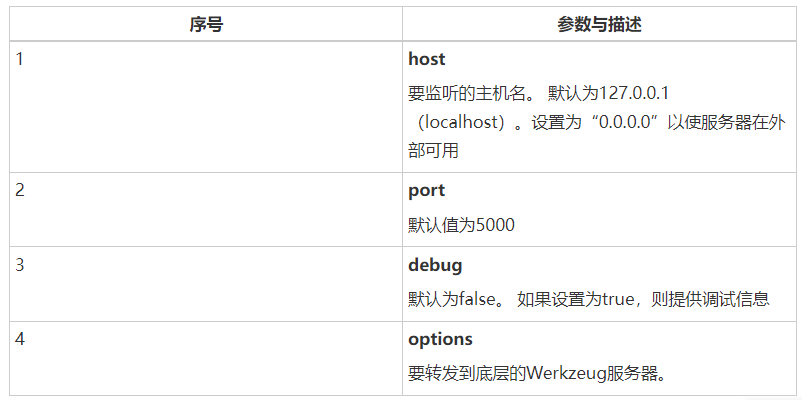 序号 参数与描述
1 host
要监听的主机名。 默认为127.0.0.1
（localhost）。设置为“0.0.0.0”以使服务器在外
部可用
2 port
默认值为5000
3 debug
默认为false。 如果设置为true，则提供调试信息
4 options
要转发到底层的Werkzeug服务器。